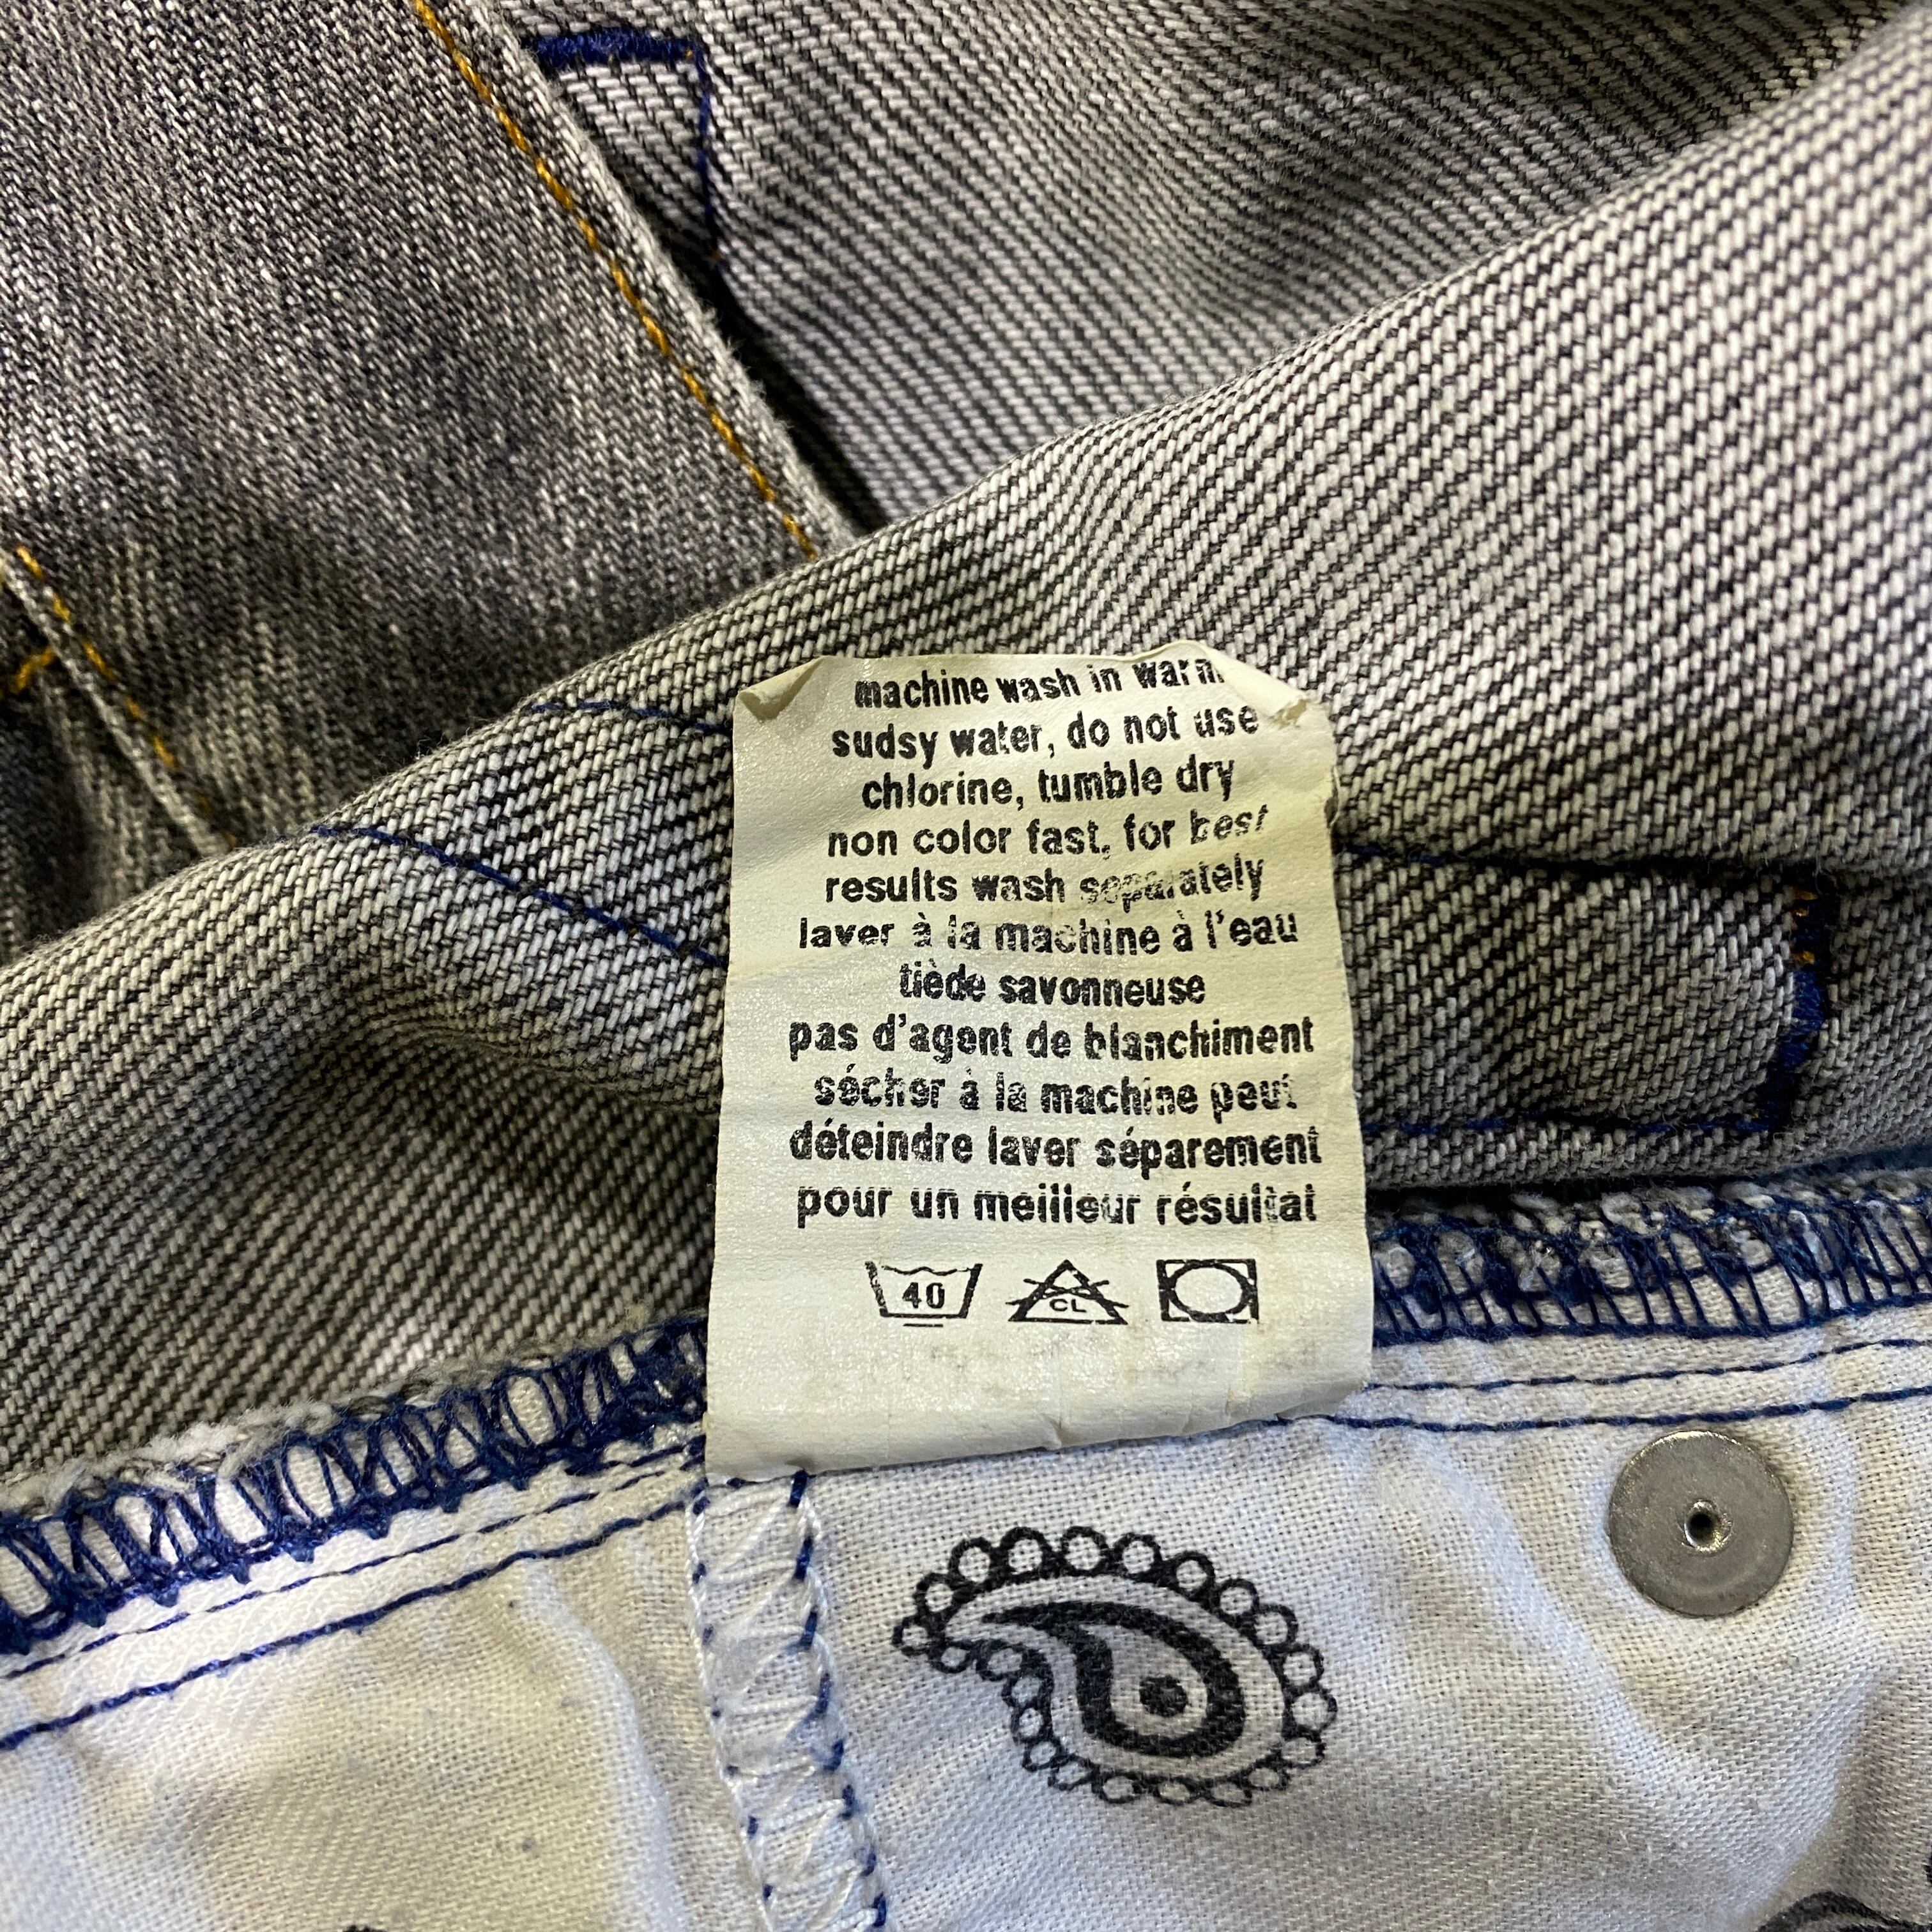 machine wash in warm
sudsy water, do not use
chlorine, tumble dry
non color fast, for best
results wash separately
laver à la machine à l'eau
tiède savonneuse
pas d'agent de blanchiment
sécher à la machine peut
déteindre laver séparement
pour un meilleur résultat
40 CL